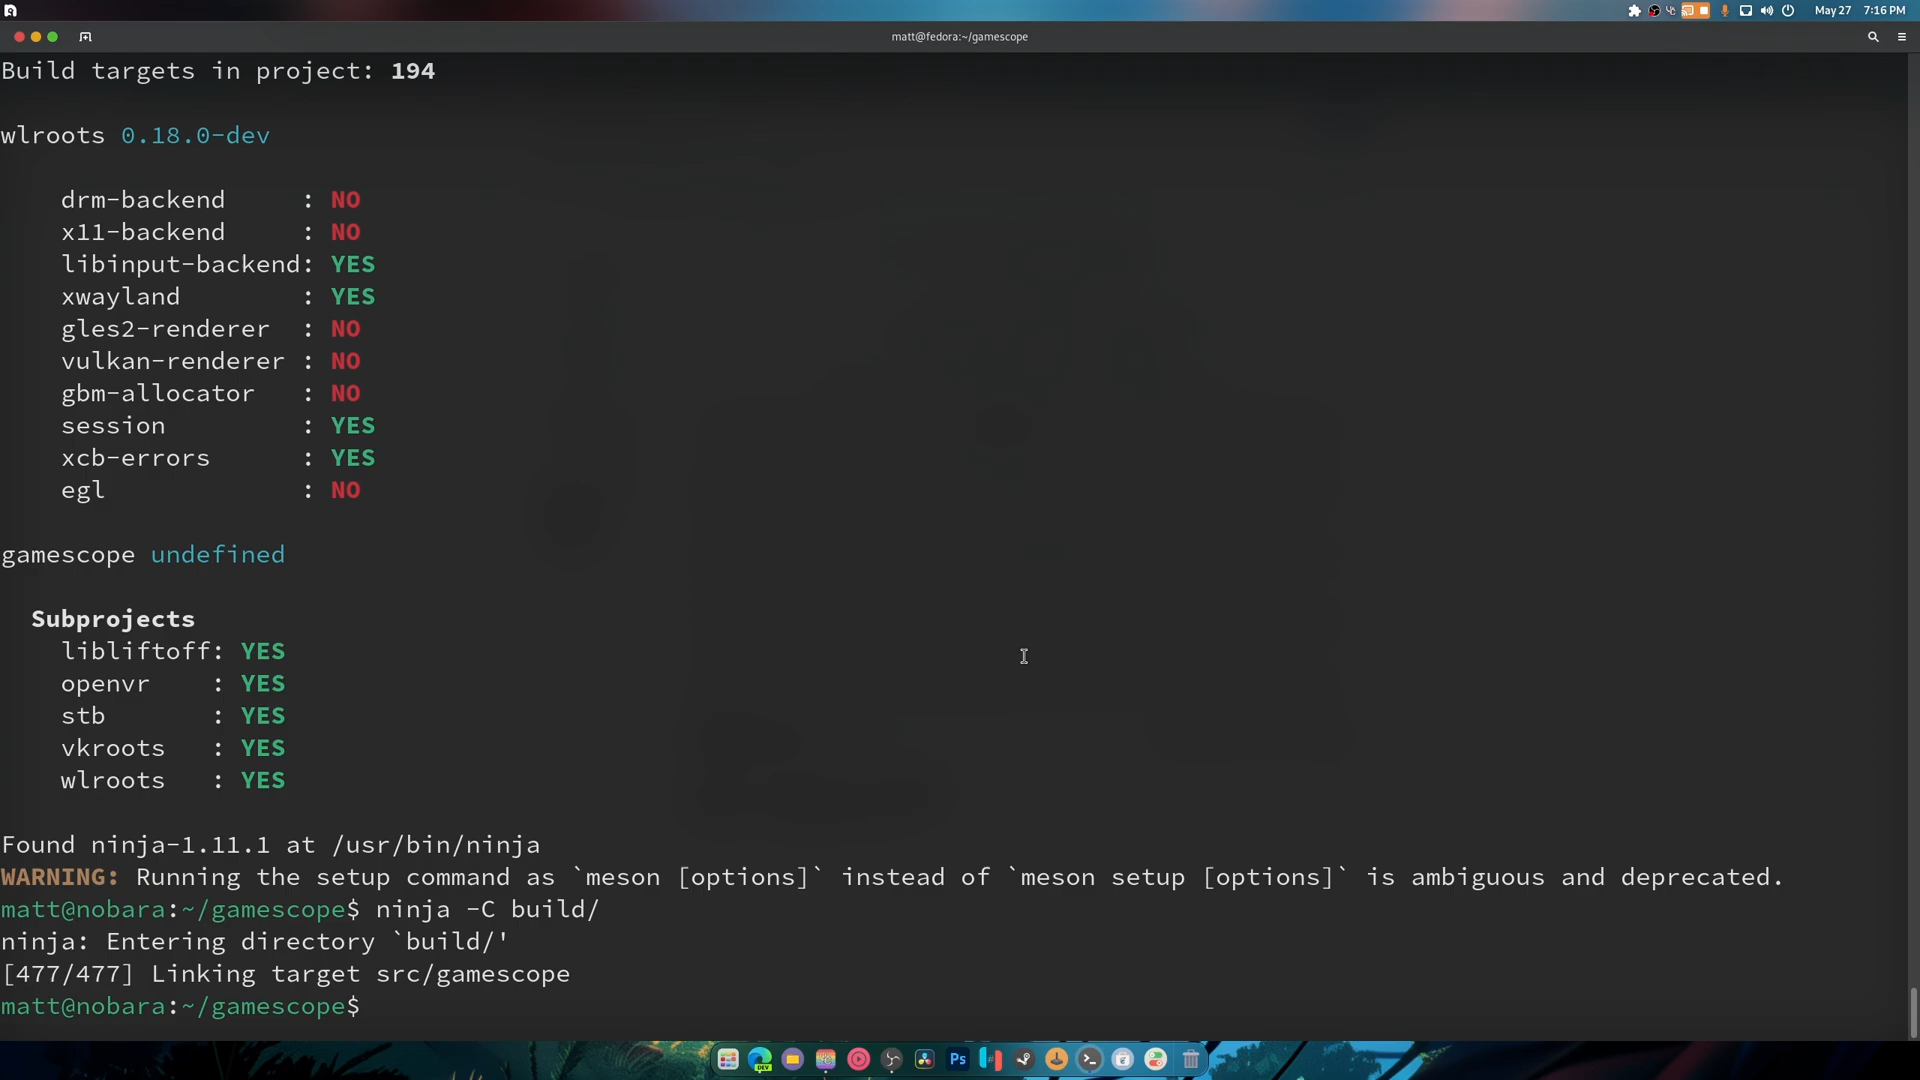 May 27 7:16 PM
matt@fedora:~/gamescope
Build targets in project: 194
wlroots 0.18.0-dev
drm-backend : NO
x11-backend : NO
libinput-backend: YES
xwayland : YES
gles2-renderer : NO
vulkan-renderer : NO
gbm-allocator : NO
session : YES
xcb-errors : YES
egl : NO
gamescope undefined
Subprojects
libliftoff: YES
openvr : YES
stb : YES
vkroots : YES
wlroots : YES
Found ninja-1.11.1 at /usr/bin/ninja
WARNING: Running the setup command as `meson [options]` instead of `meson setup [options]` is ambiguous and deprecated.
matt@nobara:~/gamescope$ ninja -C build/
ninja: Entering directory `build/'
[477/477] Linking target src/gamescope
matt@nobara:~/gamescope$
DEV
Ps